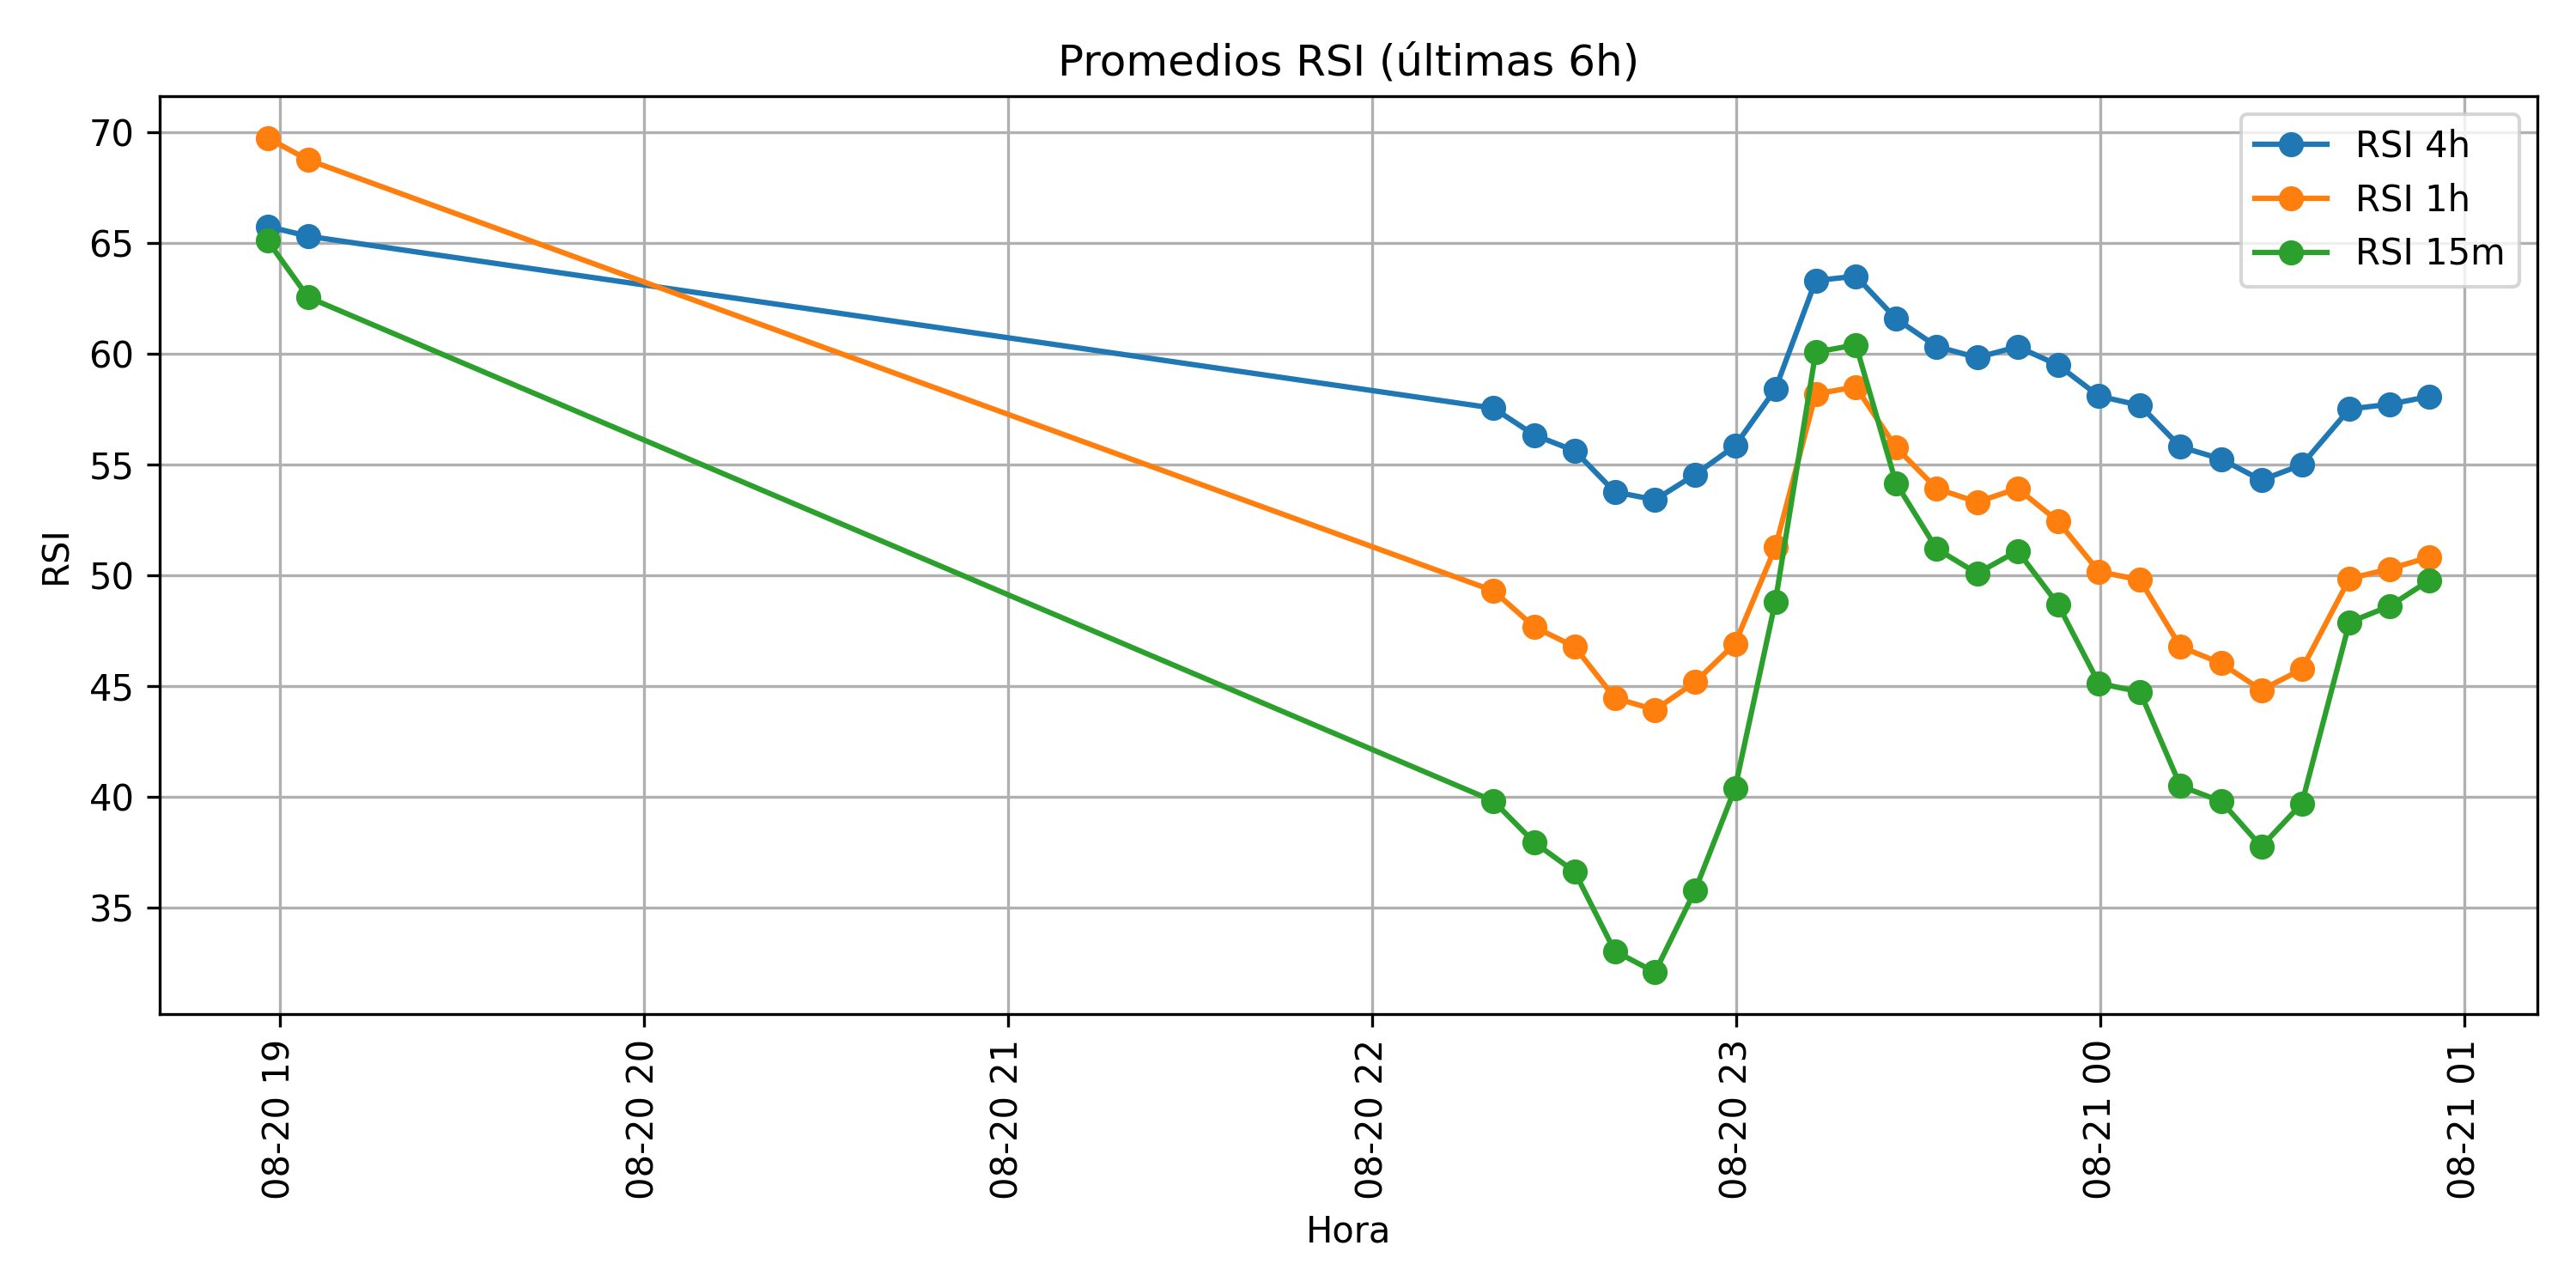 Promedios RSI (últimas 6h)
RSI 4h
RSI 1h
RSI 15m
RSI
70
65
60
55
50
45
40
35
08-20 19
08-20 20
08-20 21
08-20 22
08-20 23
08-21 00
08-21 01
Hora